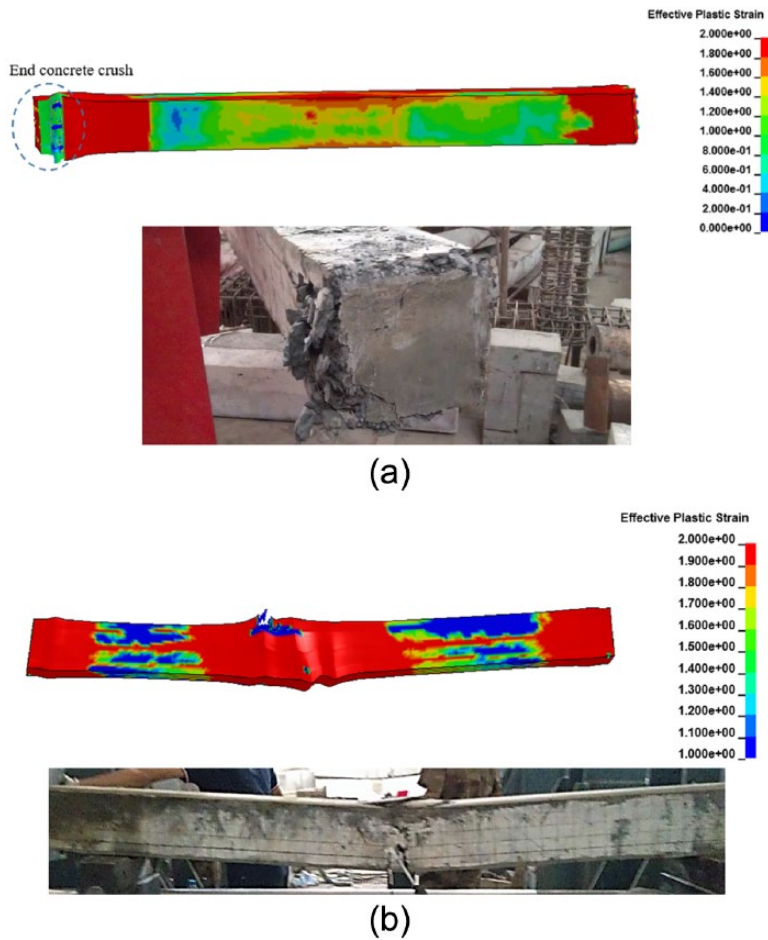 Effective Plastic Strain
2.000e+00
1.800e+00
1.600e+00
1.400e+00
1.200e+00
1.000e+00
8.000e-01
6.000e-01
4.000e-01
2.000e-01
0.000e+00
End concrete crush
(a)
Effective Plastic Strain
2.000e+00
1.900e+00
1.800e+00
1.700e+00
1.600e+00
1.500e+00
1.400e+00
1.300e+00
1.200e+00
1.100e+00
1.000e+00
(b)